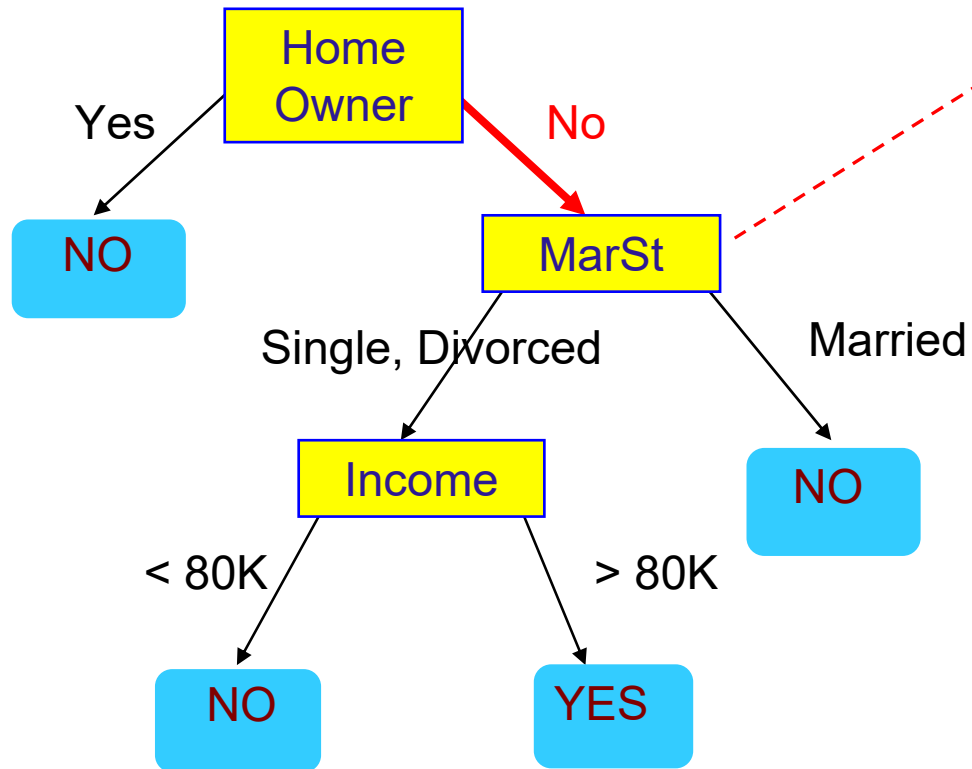 Home
Owner
Yes
No
NO
MarSt
Single, Divorced
Married
Income
NO
< 80K
> 80K
NO
YES